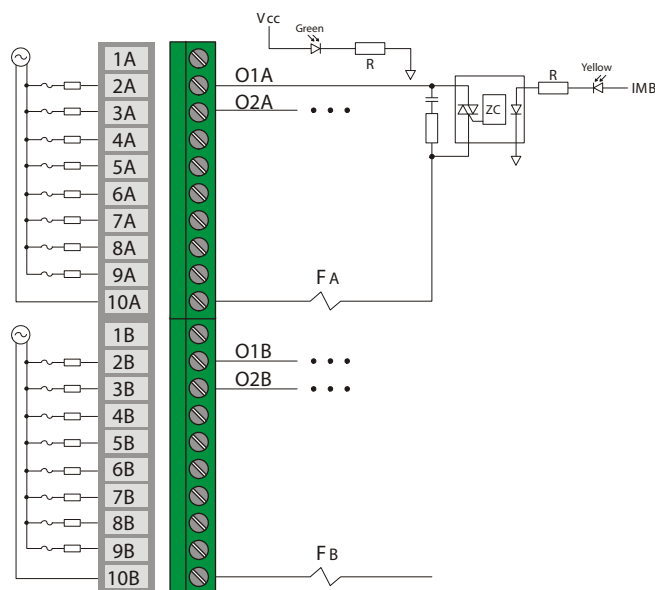 Vcc
Green
R
1A
2A
3A
4A
5A
6A
7A
8A
9A
10A
O1A
O2A
• • •
ZC
R
Yellow
IMB
FA
1B
2B
3B
4B
5B
6B
7B
8B
9B
10B
O1B
• • •
O2B
• • •
FB